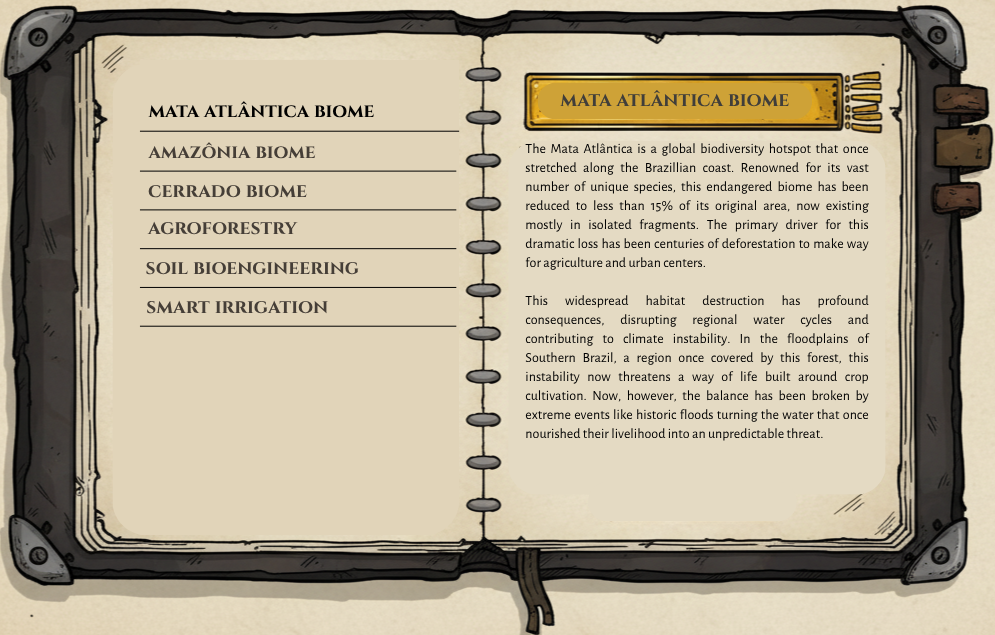 MATA ATLÂNTICA BIOME
AMAZÔNIA BIOME
CERRADO BIOME
AGROFORESTRY
SOIL BIOENGINEERING
SMART IRRIGATION
MATA ATLÂNTICA BIOME
The Mata Atlântica is a global biodiversity hotspot that once
stretched along the Brazillian coast. Renowned for its vast
number of unique species, this endangered biome has been
reduced to less than 15% of its original area, now existing
mostly in isolated fragments. The primary driver for this
dramatic loss has been centuries of deforestation to make way
for agriculture and urban centers.
This widespread habitat destruction has profound
consequences, disrupting regional water cycles and
contributing to climate instability. In the floodplains of
Southern Brazil, a region once covered by this forest, this
instability now threatens a way of life built around crop
cultivation. Now, however, the balance has been broken by
extreme events like historic floods turning the water that once
nourished their livelihood into an unpredictable threat.